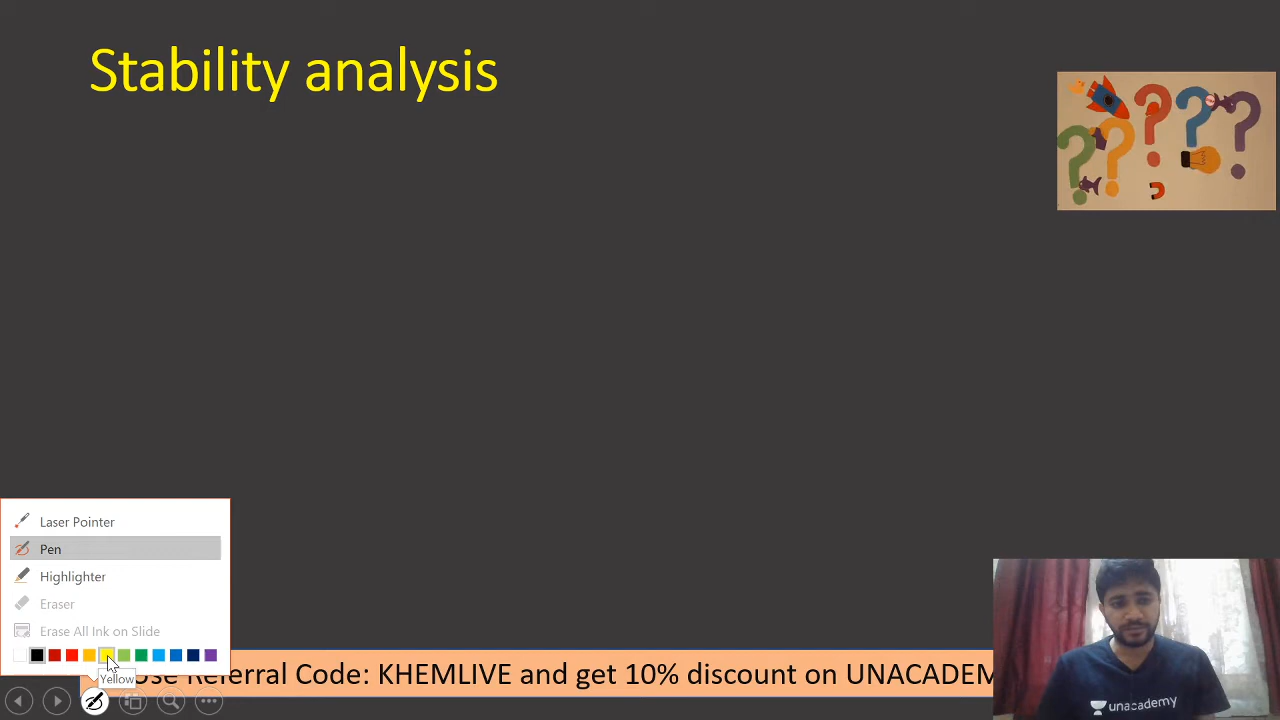 Stability analysis
Laser Pointer
Pen
Highlighter
Eraser
Erase All Ink on Slide
Yellow
Use Referral Code: KHEMLIVE and get 10% discount on UNACADEM
unacademy